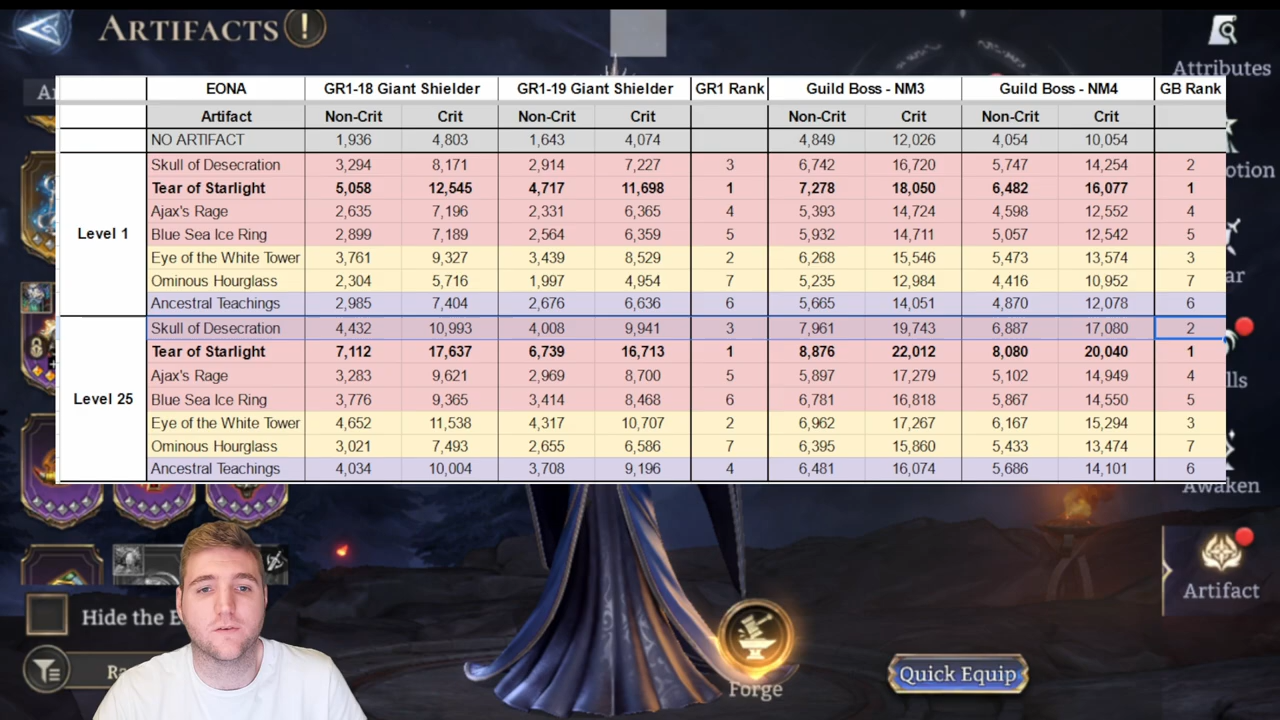 ARTIFACTS !
Attributes
EONA GR1-18 Giant Shielder GR1-19 Giant Shielder GR1 Rank Guild Boss - NM3 Guild Boss - NM4 GB Rank
Artifact Non-Crit Crit Non-Crit Crit Non-Crit Crit Non-Crit Crit
NO ARTIFACT 1,936 4,803 1,643 4,074 4,849 12,026 4,054 10,054
Level 1
Skull of Desecration 3,294 8,171 2,914 7,227 3 6,742 16,720 5,747 14,254 2
Tear of Starlight 5,058 12,545 4,717 11,698 1 7,278 18,050 6,482 16,077 1
Ajax's Rage 2,635 7,196 2,331 6,365 4 5,393 14,724 4,598 12,552 4
Blue Sea Ice Ring 2,899 7,189 2,564 6,359 5 5,932 14,711 5,057 12,542 5
Eye of the White Tower 3,761 9,327 3,439 8,529 2 6,268 15,546 5,473 13,574 3
Ominous Hourglass 2,304 5,716 1,997 4,954 7 5,235 12,984 4,416 10,952 7
Ancestral Teachings 2,985 7,404 2,676 6,636 6 5,665 14,051 4,870 12,078 6
Level 25
Skull of Desecration 4,432 10,993 4,008 9,941 3 7,961 19,743 6,887 17,080 2
Tear of Starlight 7,112 17,637 6,739 16,713 1 8,876 22,012 8,080 20,040 1
Ajax's Rage 3,283 9,621 2,969 8,700 5 5,897 17,279 5,102 14,949 4
Blue Sea Ice Ring 3,776 9,365 3,414 8,468 6 6,781 16,818 5,867 14,550 5
Eye of the White Tower 4,652 11,538 4,317 10,707 2 6,962 17,267 6,167 15,294 3
Ominous Hourglass 3,021 7,493 2,655 6,586 7 6,395 15,860 5,433 13,474 7
Ancestral Teachings 4,034 10,004 3,708 9,196 4 6,481 16,074 5,686 14,101 6
Awaken
Artifact
Hide the E
Ra
Forge
Quick Equip